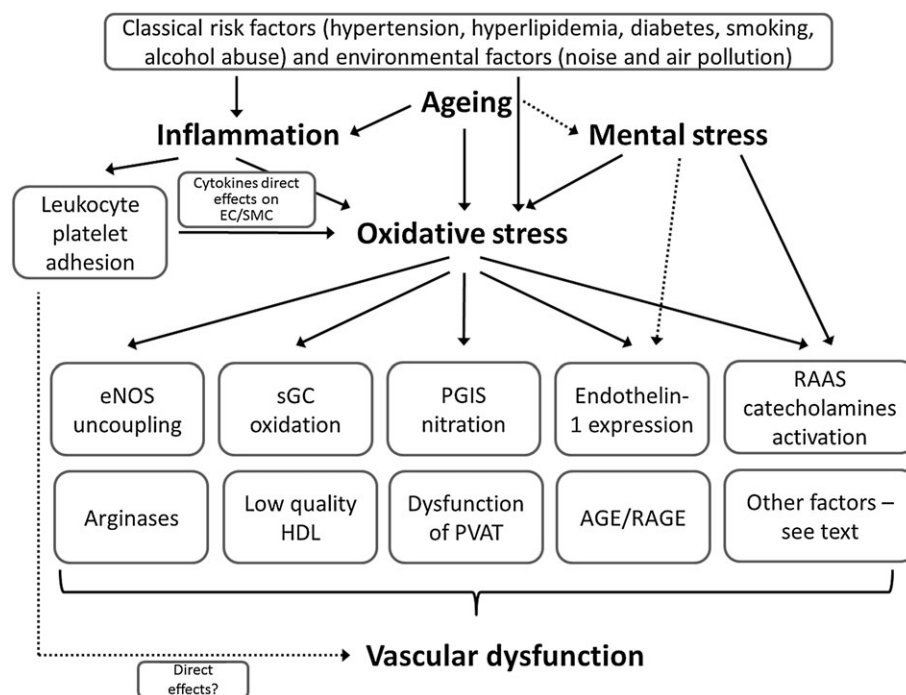 Classical risk factors (hypertension, hyperlipidemia, diabetes, smoking,
alcohol abuse) and environmental factors (noise and air pollution)
Ageing
Inflammation
Mental stress
Cytokines direct
effects on
EC/SMC
Leukocyte
platelet
adhesion
Oxidative stress
eNOS
uncoupling
sGC
oxidation
PGIS
nitration
Endothelin-
1 expression
RAAS
catecholamines
activation
Arginases
Low quality
HDL
Dysfunction
of PVAT
AGE/RAGE
Other factors –
see text
Vascular dysfunction
Direct
effects?